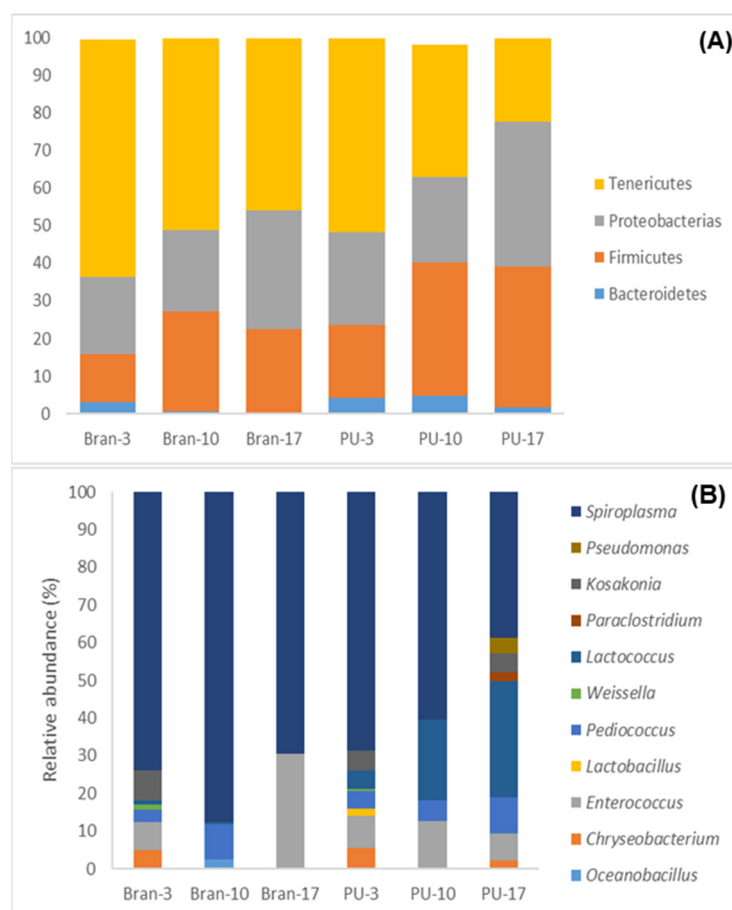 (A)
100
90
80
70
60
50
40
30
20
10
0
Bran-3 Bran-10 Bran-17 PU-3 PU-10 PU-17
Tenericutes
Proteobacterias
Firmicutes
Bacteroidetes
(B)
Relative abundance (%)
100
90
80
70
60
50
40
30
20
10
0
Bran-3 Bran-10 Bran-17 PU-3 PU-10 PU-17
Spiroplasma
Pseudomonas
Kosakonia
Paraclostridium
Lactococcus
Weissella
Pediococcus
Lactobacillus
Enterococcus
Chryseobacterium
Oceanobacillus